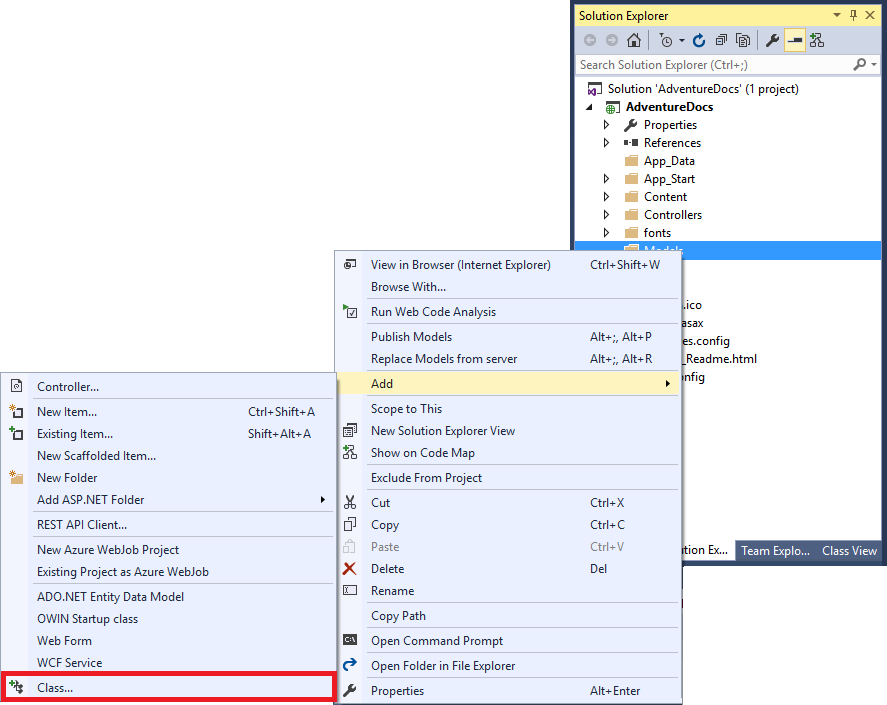 Solution Explorer
Search Solution Explorer (Ctrl+;)
Solution 'AdventureDocs' (1 project)
AdventureDocs
Properties
References
App_Data
App_Start
Content
Controllers
fonts
Models
.ico
asax
es.config
_Readme.html
nfig
tion Ex...
Team Explo...
Class View
View in Browser (Internet Explorer) Ctrl+Shift+W
Browse With...
Run Web Code Analysis
Publish Models Alt+;, Alt+P
Replace Models from server Alt+;, Alt+R
Add
Scope to This
New Solution Explorer View
Show on Code Map
Exclude From Project
Cut Ctrl+X
Copy Ctrl+C
Paste Ctrl+V
Delete Del
Rename
Copy Path
Open Command Prompt
Open Folder in File Explorer
Properties Alt+Enter
Controller...
New Item... Ctrl+Shift+A
Existing Item... Shift+Alt+A
New Scaffolded Item...
New Folder
Add ASP.NET Folder
REST API Client...
New Azure WebJob Project
Existing Project as Azure WebJob
ADO.NET Entity Data Model
OWIN Startup class
Web Form
WCF Service
Class...